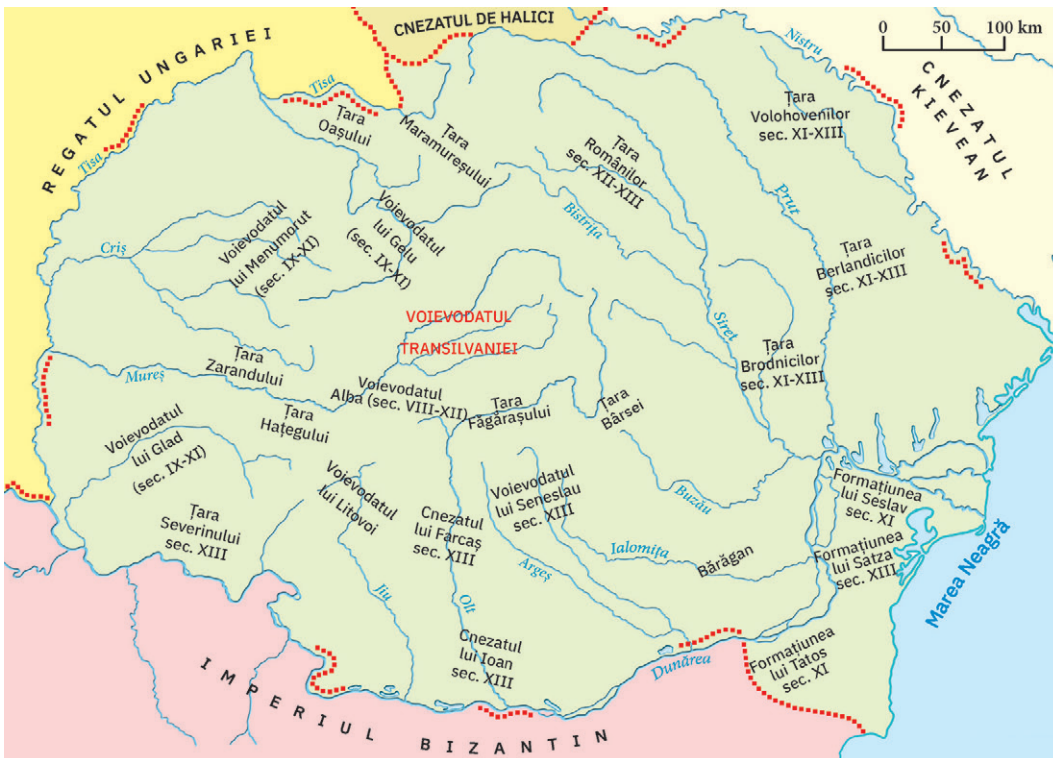 CNEZATUL DE HALICI
0 50 100 km
REGATUL UNGARIEI
Tisa
Tisa
Nistru
CNEZATUL
KIEVEAN
Țara
Oașului
Țara
Maramureșului
Țara
Românilor
sec. XII-XIII
Țara
Volohovenilor
sec. XI-XIII
Prut
Bistrița
Criș
Voievodatul
lui Menumorut
(sec. IX-XI)
Voievodatul
lui Gelu
(sec. IX-XI)
Țara
Berlandicilor
sec. XI-XIII
VOIEVODATUL
TRANSILVANIEI
Siret
Țara
Zarandului
Mureș
Voievodatul
Alba (sec. VIII-XII)
Țara
Făgărașului
Țara
Bârsei
Țara
Brodnicilor
sec. XI-XIII
Țara
Hațegului
Voievodatul
lui Glad
(sec. IX-XI)
Voievodatul
lui Litovoi
Voievodatul
lui Seneslau
sec. XIII
Buzău
Formațiunea
lui Seslav
sec. XI
Țara
Severinului
sec. XIII
Cnezatul
lui Farcaș
sec. XIII
Argeș
Ialomița
Bărăgan
Formațiunea
lui Satza
sec. XIII
Marea Neagră
Jiu
Olt
Cnezatul
lui Ioan
sec. XIII
Dunărea
Formațiunea
lui Tatos
sec. XI
IMPERIUL BIZANTIN